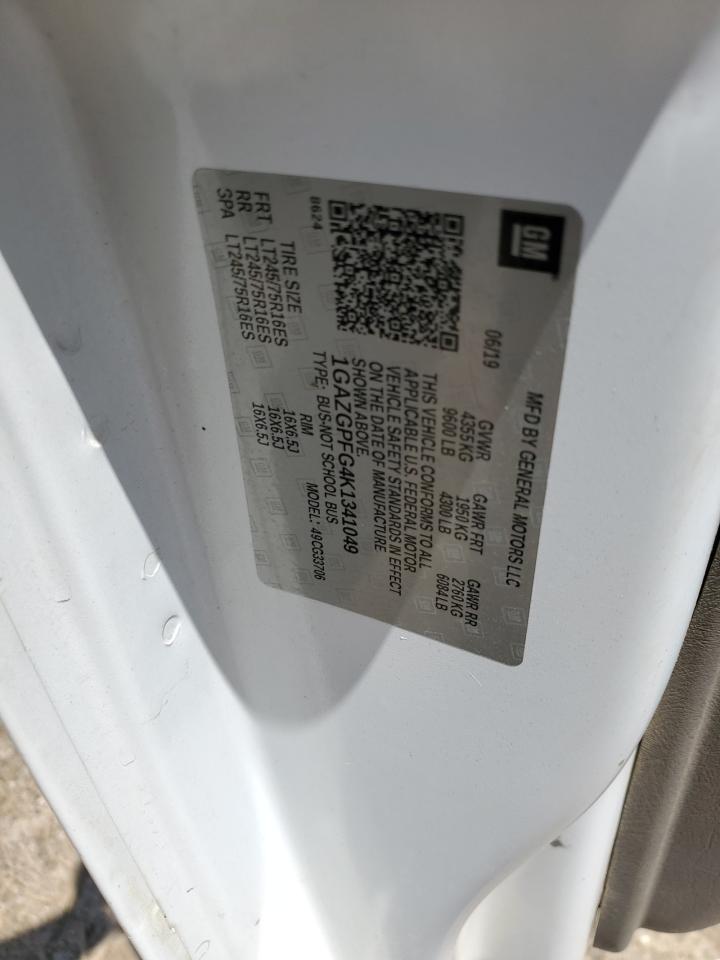 GM
MFD BY GENERAL MOTORS LLC
06/19 GVWR GAWR FRT GAWR RR
4355 KG 1950 KG 2760 KG
9600 LB 4300 LB 6084 LB
THIS VEHICLE CONFORMS TO ALL
APPLICABLE U.S. FEDERAL MOTOR
VEHICLE SAFETY STANDARDS IN EFFECT
ON THE DATE OF MANUFACTURE
SHOWN ABOVE.
1GAZGPFG4K1341049
TYPE: BUS-NOT SCHOOL BUS
8624 MODEL: 49CG33706
TIRE SIZE RIM
FRT LT245/75R16ES 16X6.5J
RR LT245/75R16ES 16X6.5J
SPA LT245/75R16ES 16X6.5J